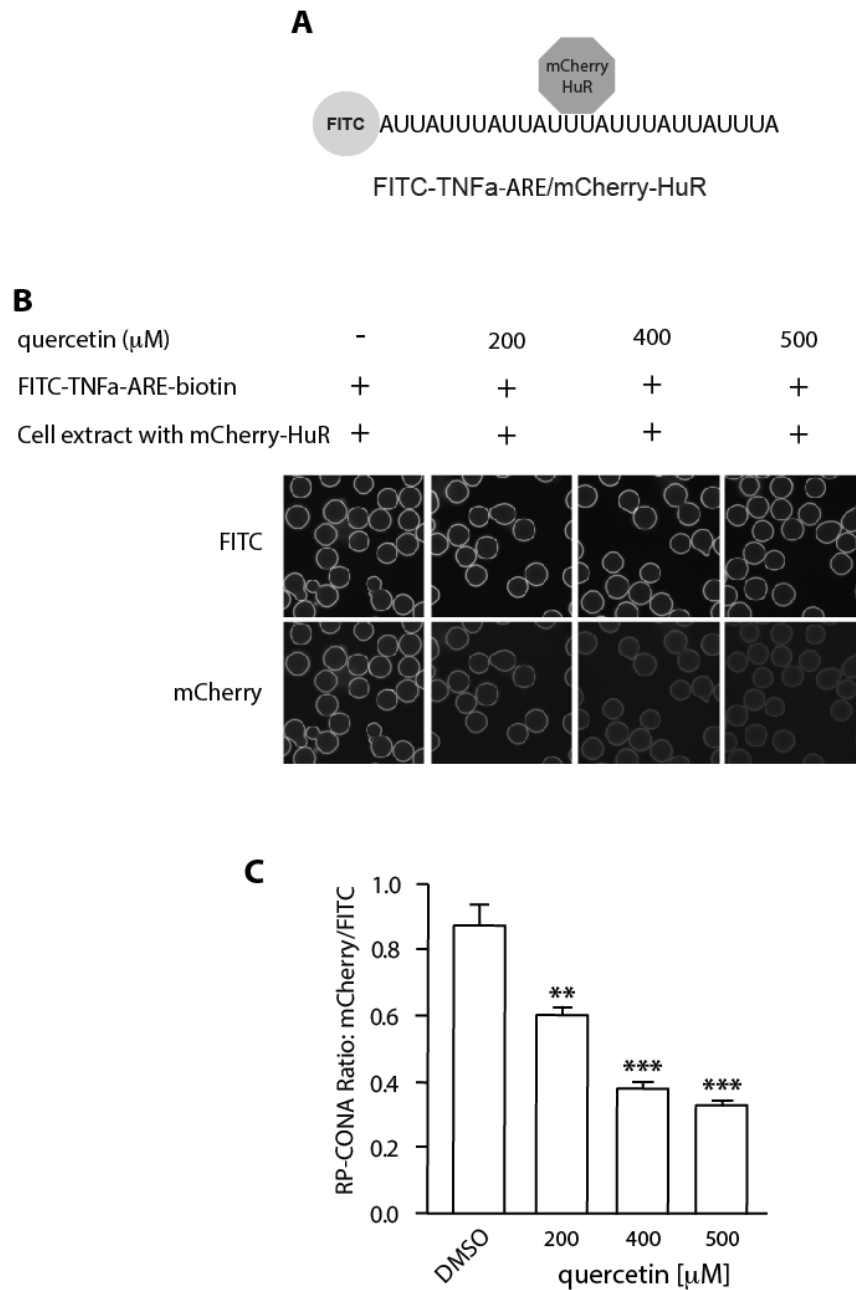 A
mCherry
HuR
FITC AUUAUUUAUUAUUUAUUUAUUAUUUA
FITC-TNFa-ARE/mCherry-HuR
B
quercetin (μM) - 200 400 500
FITC-TNFa-ARE-biotin + + + +
Cell extract with mCherry-HuR + + + +
FITC
mCherry
C
RP-CONA Ratio: mCherry/FITC
1.0
0.8
0.6
0.4
0.2
0.0
**
***
***
DMSO 200 400 500
quercetin [μM]